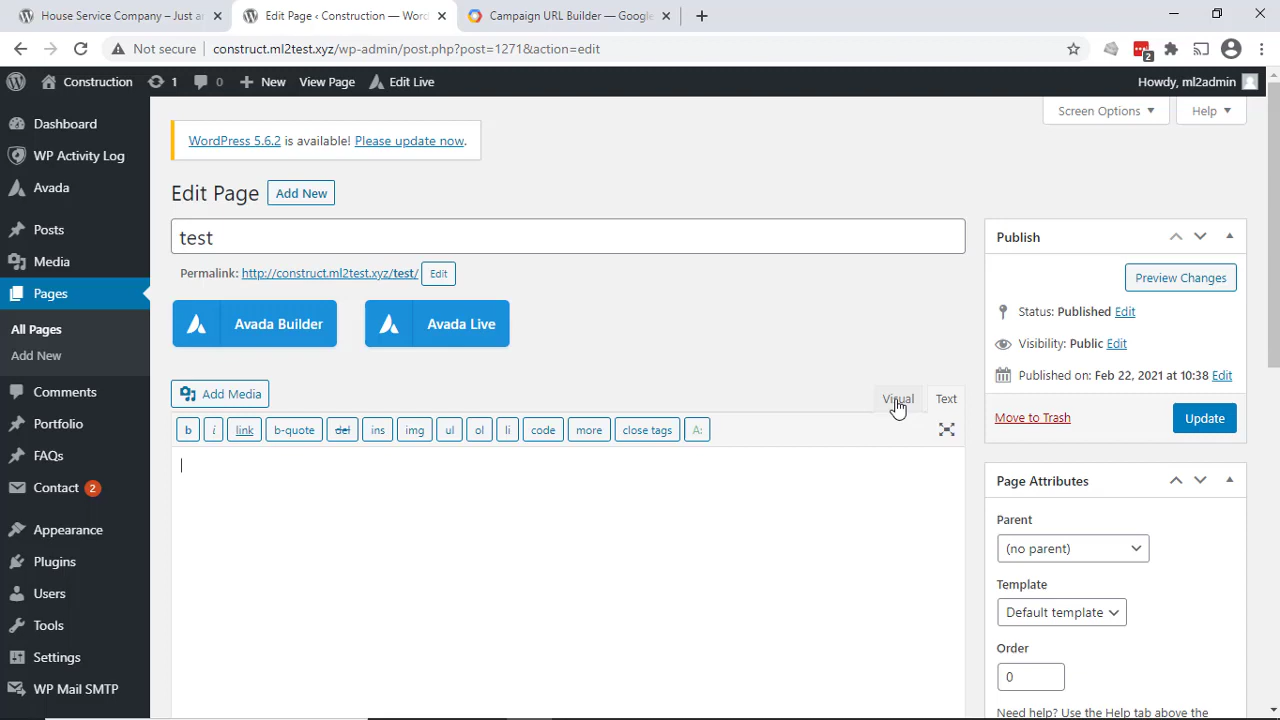 House Service Company – Just a
Edit Page ‹ Construction — Wor
Campaign URL Builder — Google
Not secure
construct.ml2test.xyz/wp-admin/post.php?post=1271&action=edit
2
Construction
1
0
New
View Page
Edit Live
Howdy, ml2admin
Screen Options
Help
Dashboard
WP Activity Log
Avada
Posts
Media
Pages
All Pages
Add New
Comments
Portfolio
FAQs
Contact 2
Appearance
Plugins
Users
Tools
Settings
WP Mail SMTP
WordPress 5.6.2 is available! Please update now.
Edit Page
Add New
test
Permalink: http://construct.ml2test.xyz/test/ Edit
Avada Builder
Avada Live
Add Media
Visual
Text
b
i
link
b-quote
del
ins
img
ul
ol
li
code
more
close tags
A:
Publish
Preview Changes
Status: Published Edit
Visibility: Public Edit
Published on: Feb 22, 2021 at 10:38 Edit
Move to Trash
Update
Page Attributes
Parent
(no parent)
Template
Default template
Order
0
Need help? Use the Help tab above the